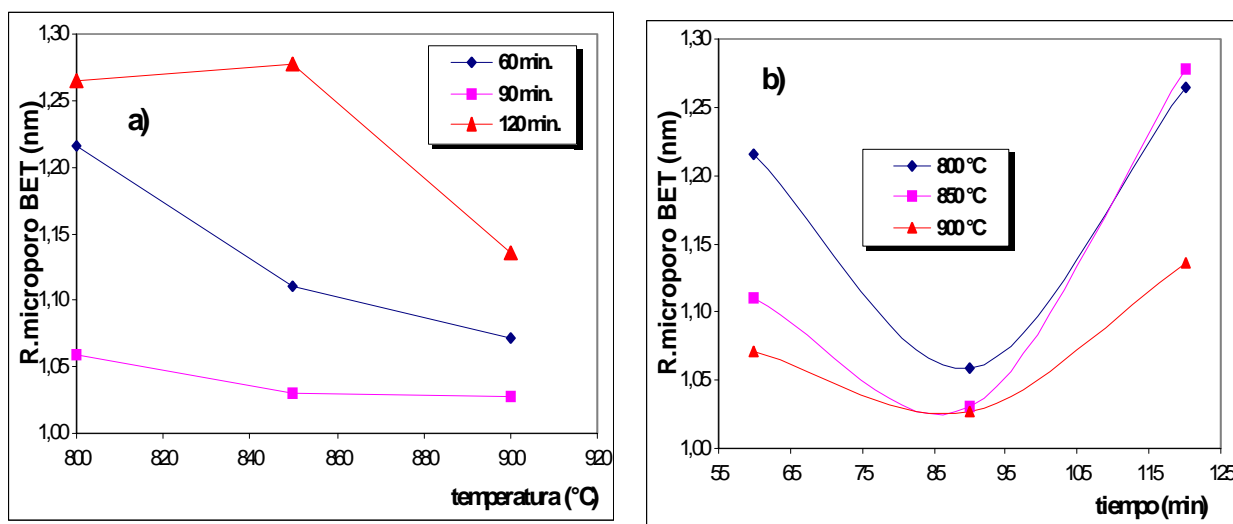 1,30
1,25
1,20
1,15
1,10
1,05
1,00
R.microporo BET (nm)
a)
60 min.
90 min.
120 min.
800 820 840 860 880 900 920
temperatura (°C)
1,30
1,25
1,20
1,15
1,10
1,05
1,00
R.microporo BET (nm)
b)
800 °C
850 °C
900 °C
55 65 75 85 95 105 115 125
tiempo (min)